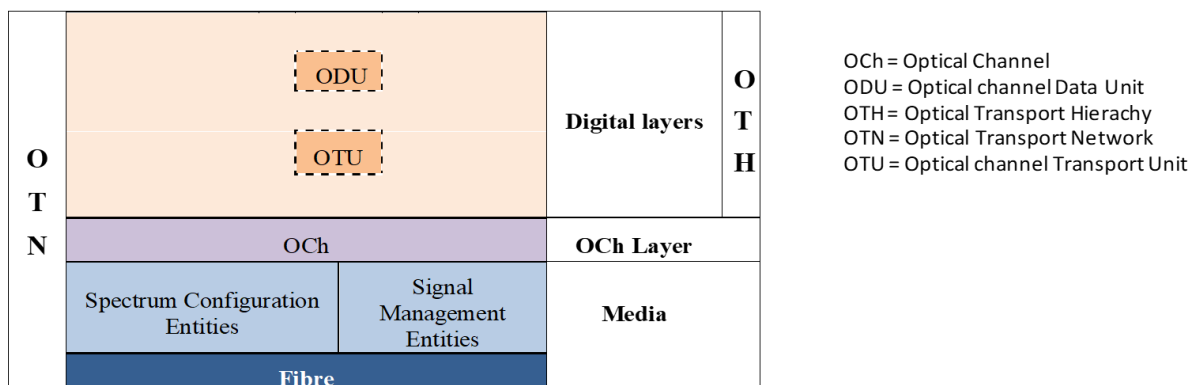 O
T
N
ODU
OTU
Digital layers
O
T
H
OCh
OCh Layer
Spectrum Configuration
Entities
Signal
Management
Entities
Media
Fibre
OCh = Optical Channel
ODU = Optical channel Data Unit
OTH = Optical Transport Hierachy
OTN = Optical Transport Network
OTU = Optical channel Transport Unit